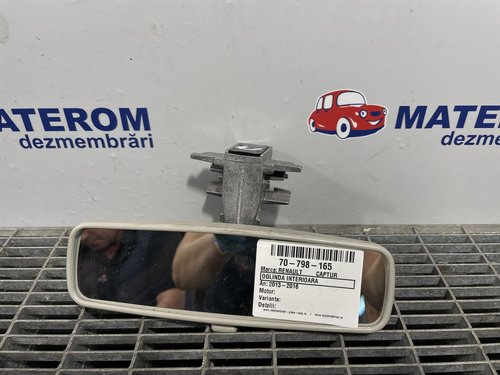 MATEROM
dezmembrări
MATEROM
dezmembrări
70-798-165
Marca: RENAULT CAPTUR
OGLINDA INTERIOARA
An: 2013-2016
Motor:
Varianta:
Detalii: